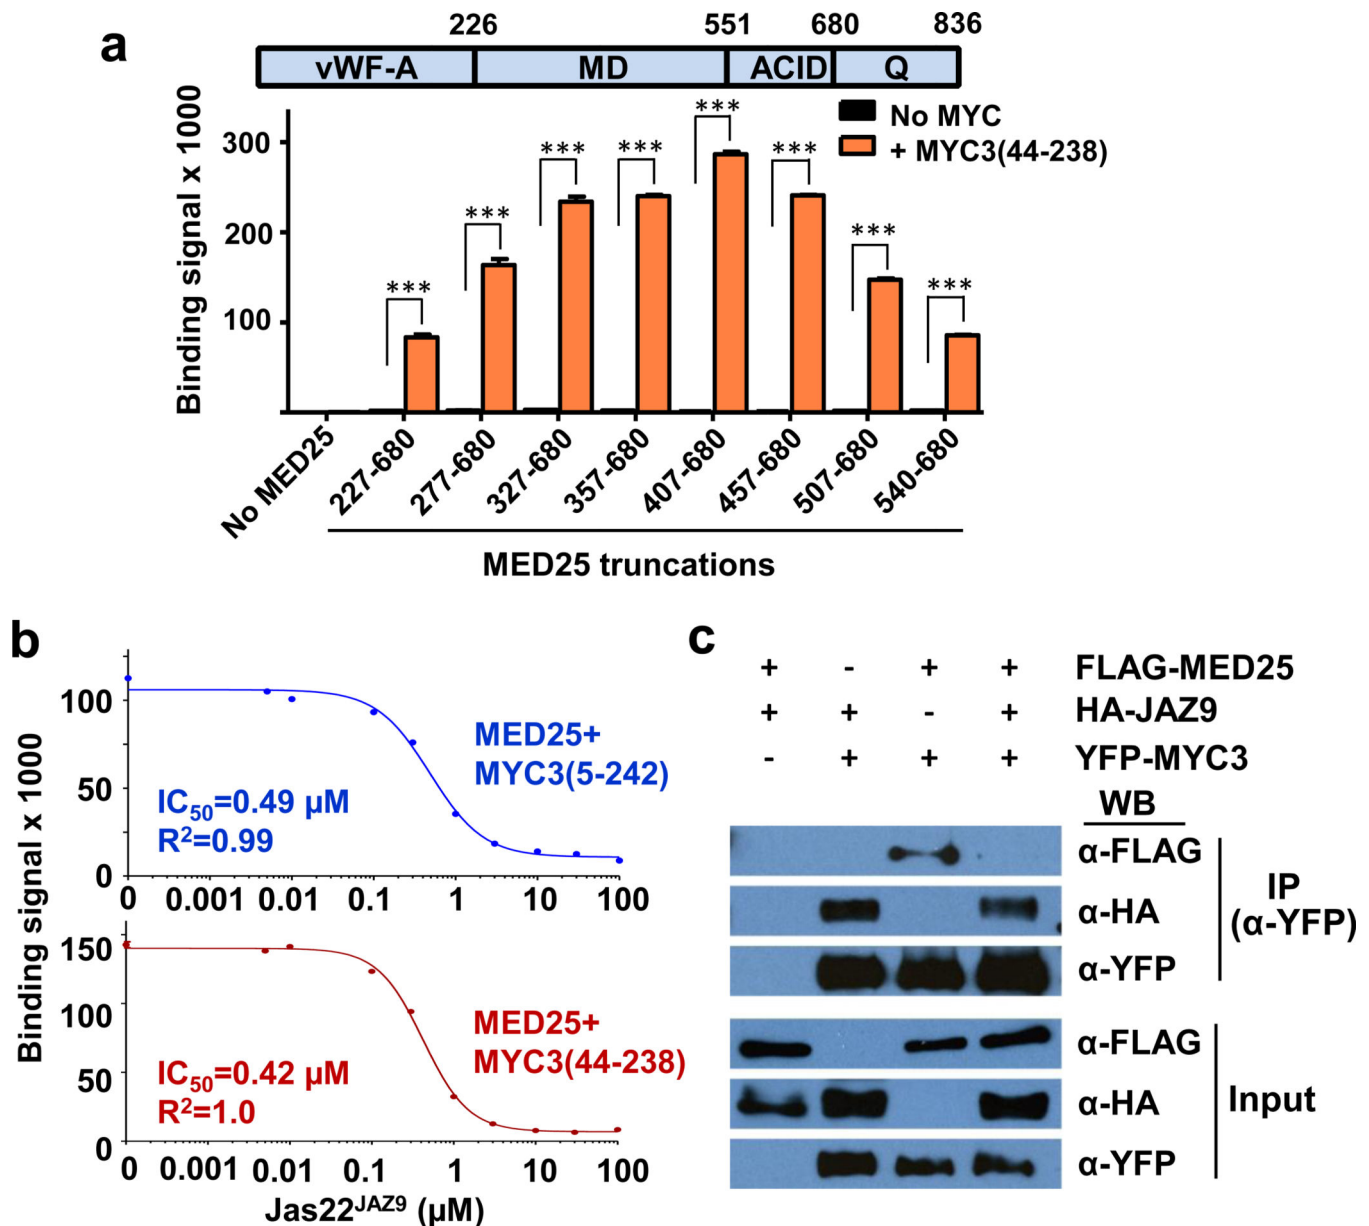 a
226 551 680 836
vWF-A MD ACID Q
No MYC
+ MYC3(44-238)
Binding signal x 1000
300
200
100
*** *** *** *** *** *** *** ***
No MED25 227-680 277-680 327-680 357-680 407-680 457-680 507-680 540-680
MED25 truncations
b
Binding signal x 1000
100
50
0
MED25+
MYC3(5-242)
IC50=0.49 µM
R²=0.99
0 0.001 0.01 0.1 1 10 100
150
100
50
0
MED25+
MYC3(44-238)
IC50=0.42 µM
R²=1.0
0 0.001 0.01 0.1 1 10 100
Jas22JAZ9 (µM)
c
+ - + + FLAG-MED25
+ + - + HA-JAZ9
- + + + YFP-MYC3
WB
α-FLAG
α-HA
α-YFP
IP
(α-YFP)
α-FLAG
α-HA
α-YFP
Input